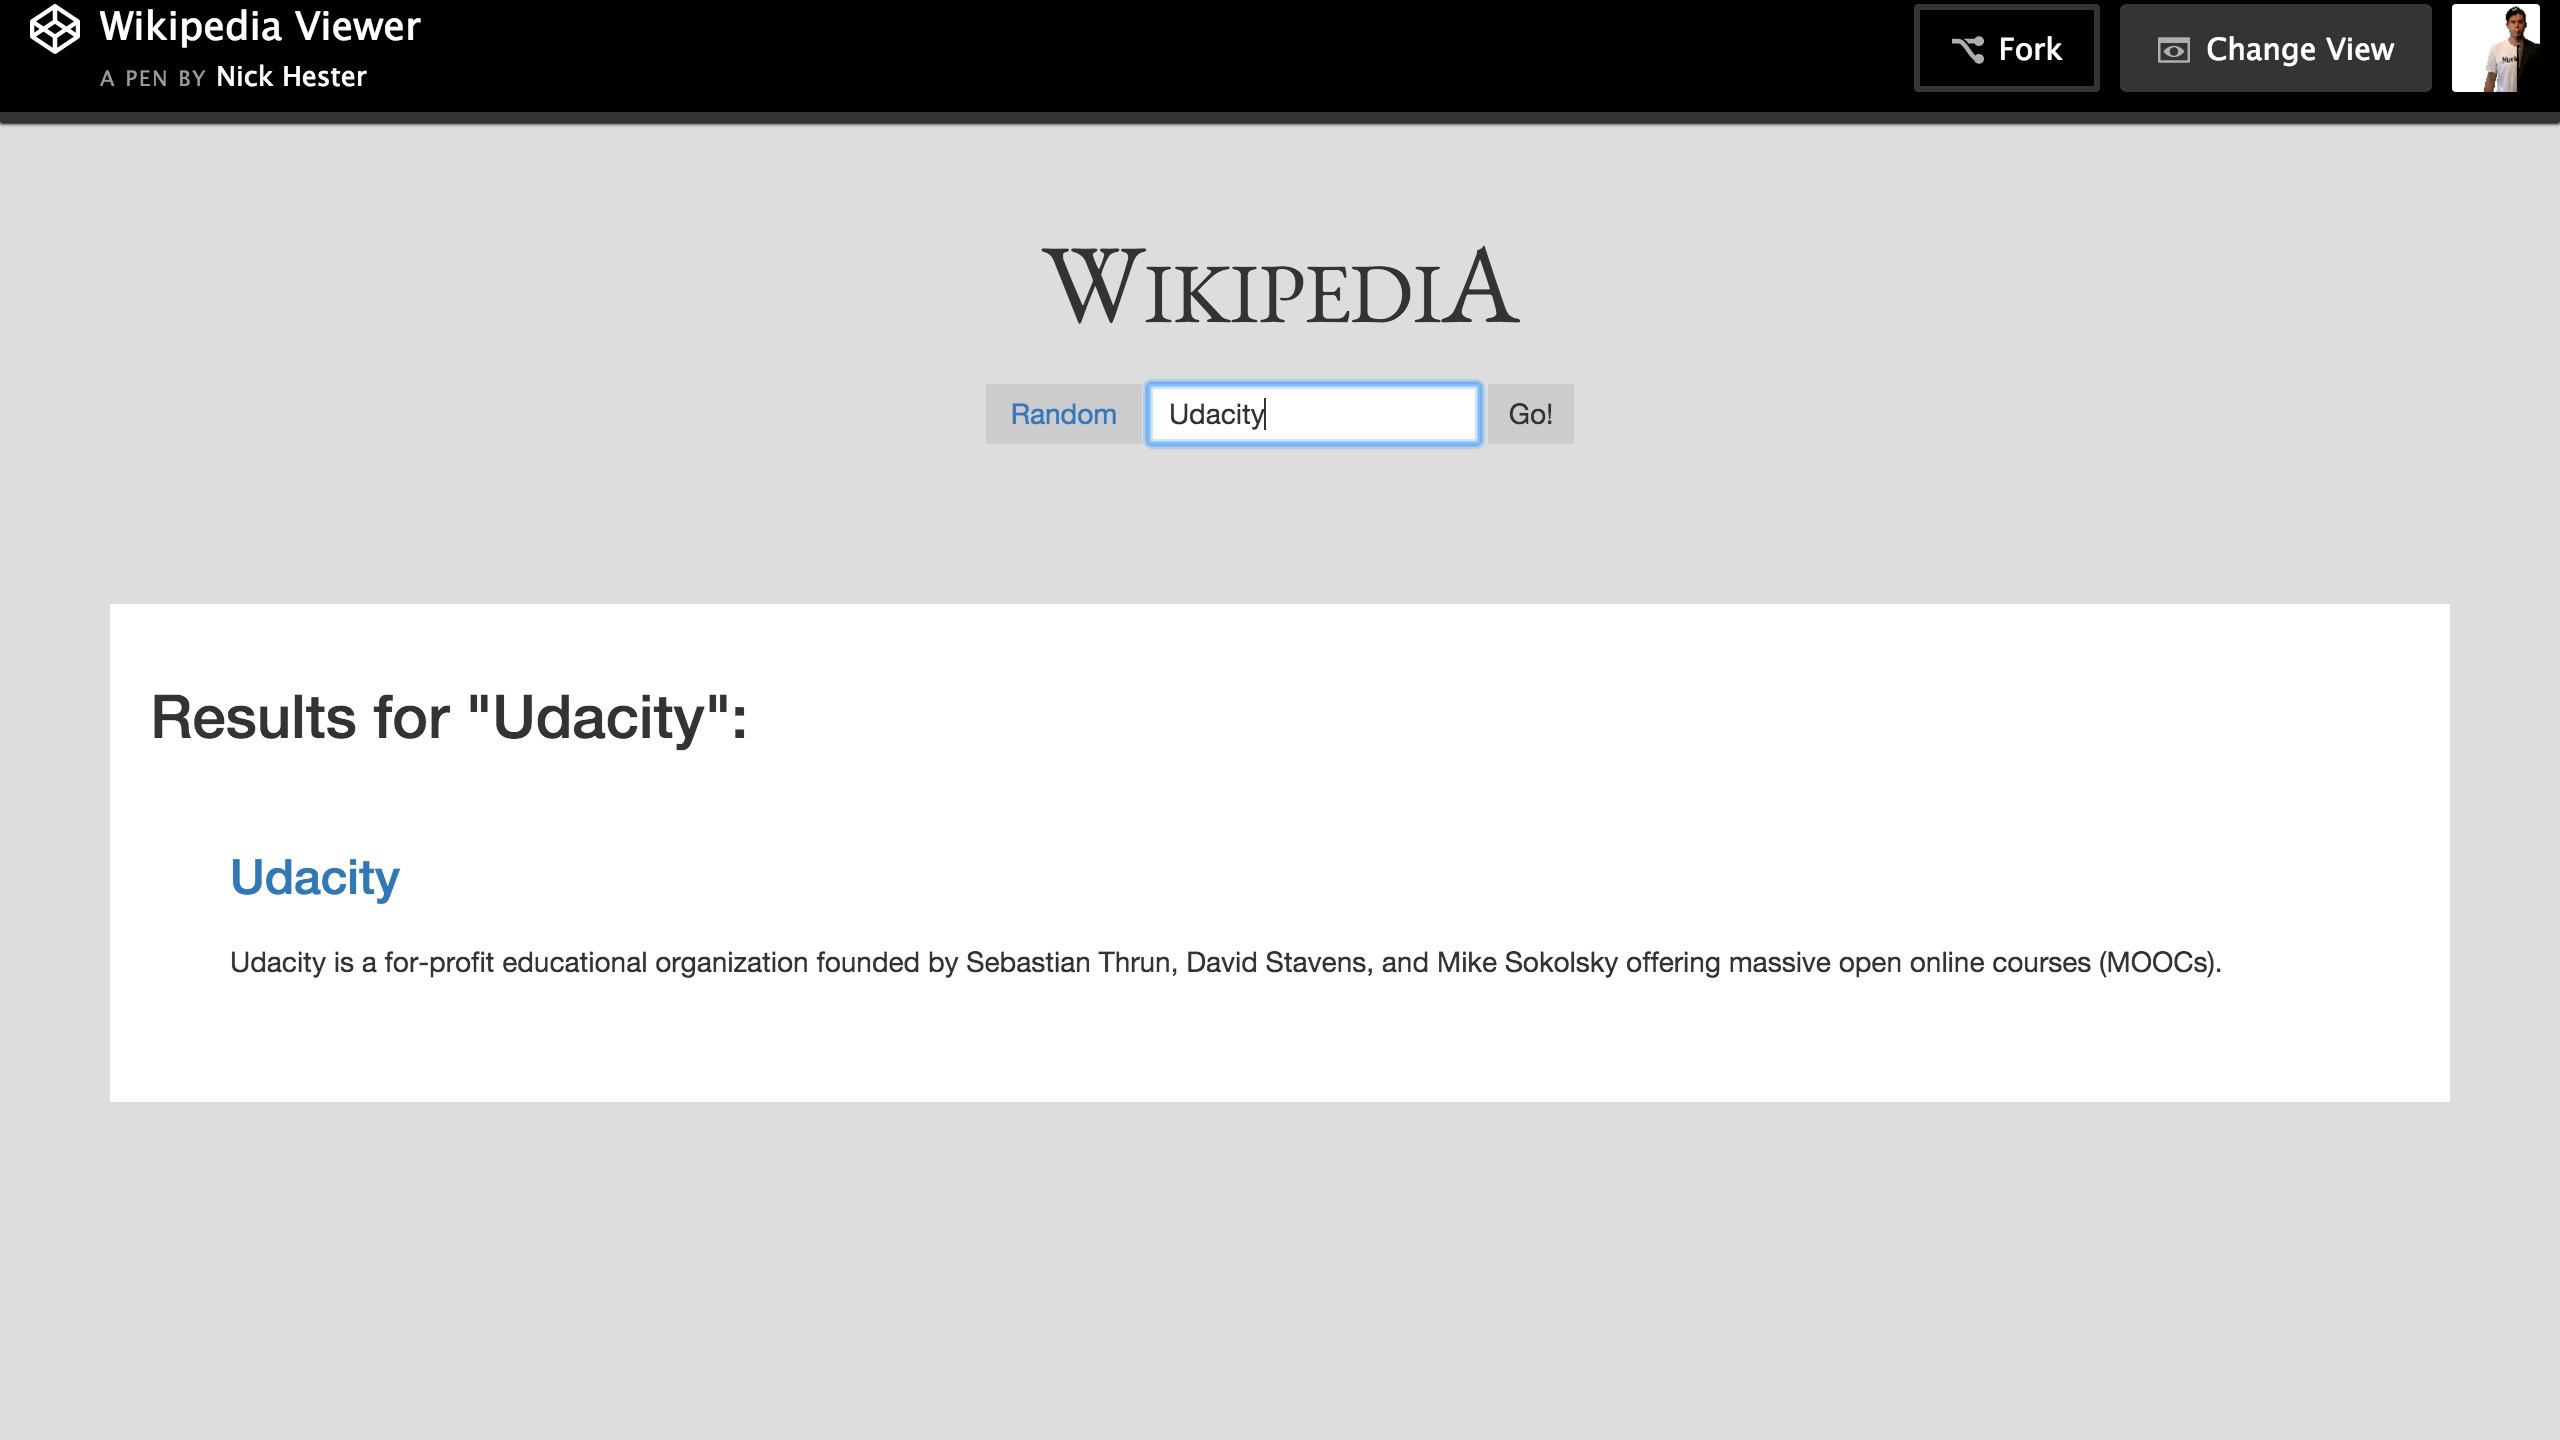 Wikipedia Viewer
A PEN BY Nick Hester
Fork
Change View
WIKIPEDIA
Random
Udacity
Go!
Results for "Udacity":
Udacity
Udacity is a for-profit educational organization founded by Sebastian Thrun, David Stavens, and Mike Sokolsky offering massive open online courses (MOOCs).